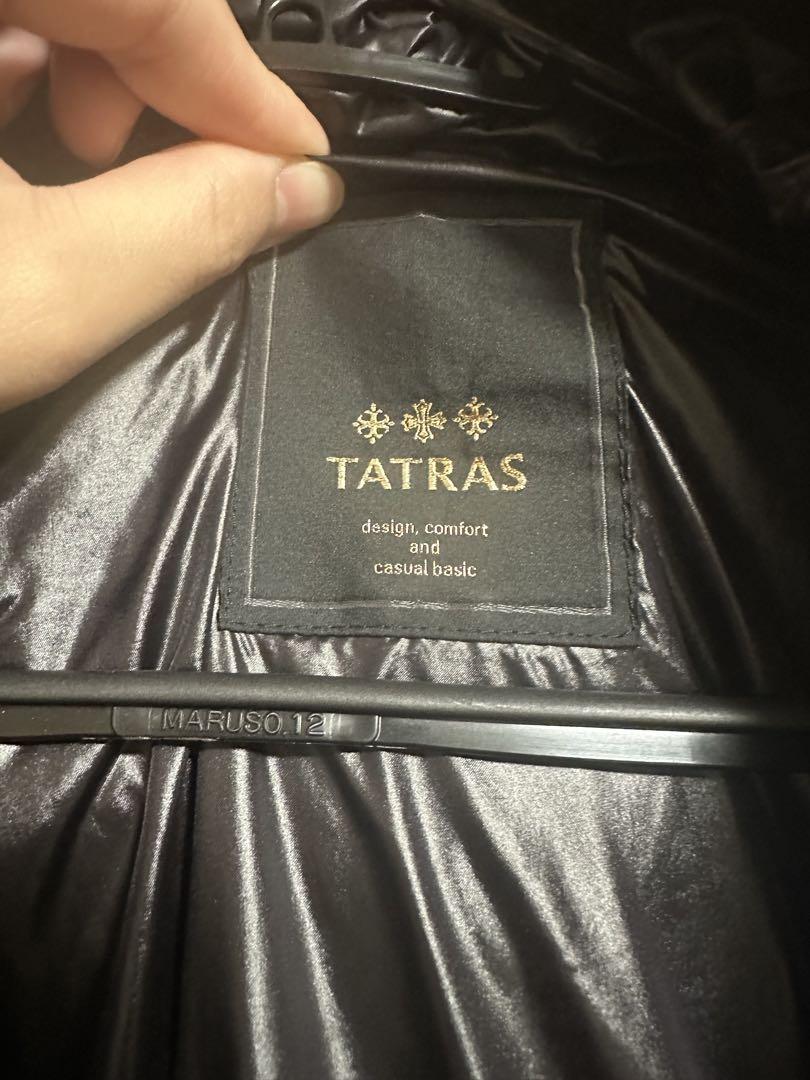 TATRAS
design, comfort
and
casual basic
MARUSO.12